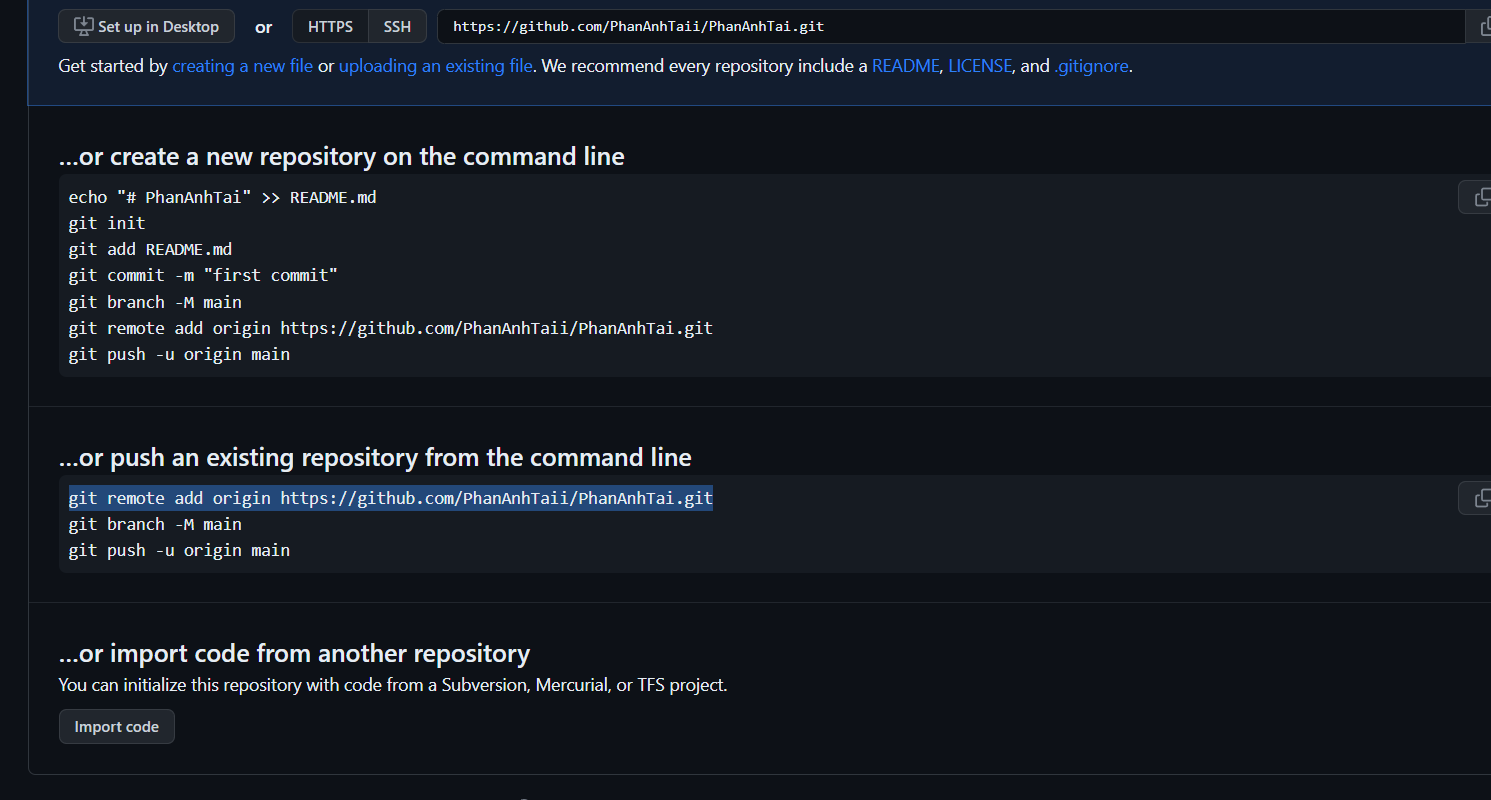 Set up in Desktop or HTTPS SSH https://github.com/PhanAnhTaii/PhanAnhTai.git
Get started by creating a new file or uploading an existing file. We recommend every repository include a README, LICENSE, and .gitignore.
...or create a new repository on the command line
echo "# PhanAnhTai" >> README.md
git init
git add README.md
git commit -m "first commit"
git branch -M main
git remote add origin https://github.com/PhanAnhTaii/PhanAnhTai.git
git push -u origin main
...or push an existing repository from the command line
git remote add origin https://github.com/PhanAnhTaii/PhanAnhTai.git
git branch -M main
git push -u origin main
...or import code from another repository
You can initialize this repository with code from a Subversion, Mercurial, or TFS project.
Import code